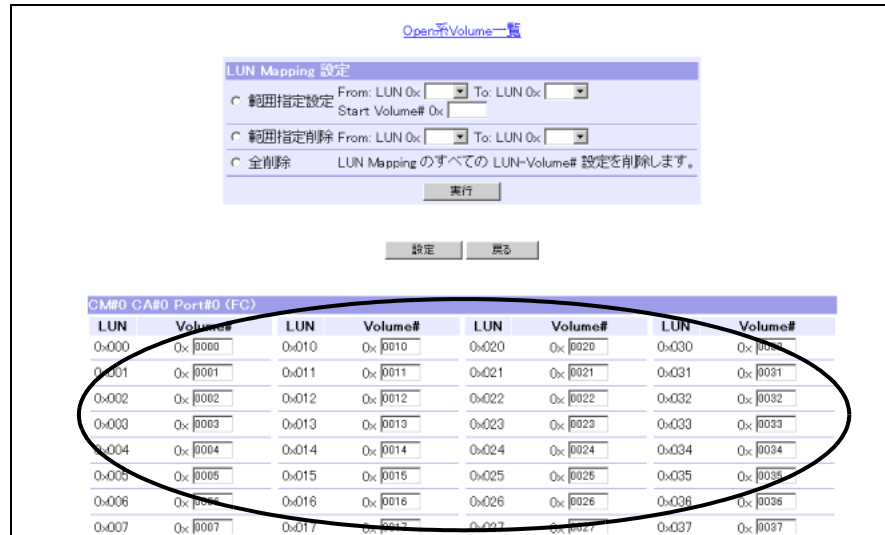 Open系Volume一覧
LUN Mapping 設定
範囲指定設定 From: LUN 0x To: LUN 0x
Start Volume# 0x
範囲指定削除 From: LUN 0x To: LUN 0x
全削除 LUN Mapping のすべての LUN-Volume# 設定を削除します。
実行
設定 戻る
CM#0 CA#0 Port#0 (FC)
LUN Volume# LUN Volume# LUN Volume# LUN Volume#
0x000 0x 0000 0x010 0x 0010 0x020 0x 0020 0x030 0x 0030
0x001 0x 0001 0x011 0x 0011 0x021 0x 0021 0x031 0x 0031
0x002 0x 0002 0x012 0x 0012 0x022 0x 0022 0x032 0x 0032
0x003 0x 0003 0x013 0x 0013 0x023 0x 0023 0x033 0x 0033
0x004 0x 0004 0x014 0x 0014 0x024 0x 0024 0x034 0x 0034
0x005 0x 0005 0x015 0x 0015 0x025 0x 0025 0x035 0x 0035
0x006 0x 0006 0x016 0x 0016 0x026 0x 0026 0x036 0x 0036
0x007 0x 0007 0x017 0x 0017 0x027 0x 0027 0x037 0x 0037